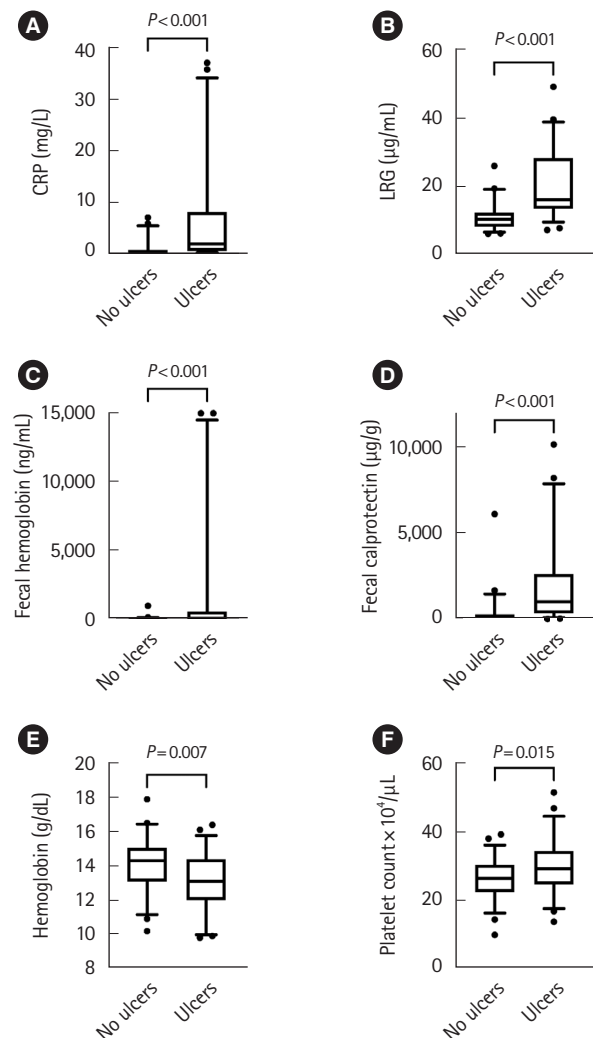 A
P<0.001
40
30
20
10
0
CRP (mg/L)
No ulcers
Ulcers
B
P<0.001
60
40
20
0
LRG (μg/mL)
No ulcers
Ulcers
C
P<0.001
15,000
10,000
5,000
0
Fecal hemoglobin (ng/mL)
No ulcers
Ulcers
D
P<0.001
10,000
5,000
0
Fecal calprotectin (μg/g)
No ulcers
Ulcers
E
P=0.007
20
18
16
14
12
10
8
Hemoglobin (g/dL)
No ulcers
Ulcers
F
P=0.015
60
40
20
0
Platelet count×10⁴/μL
No ulcers
Ulcers